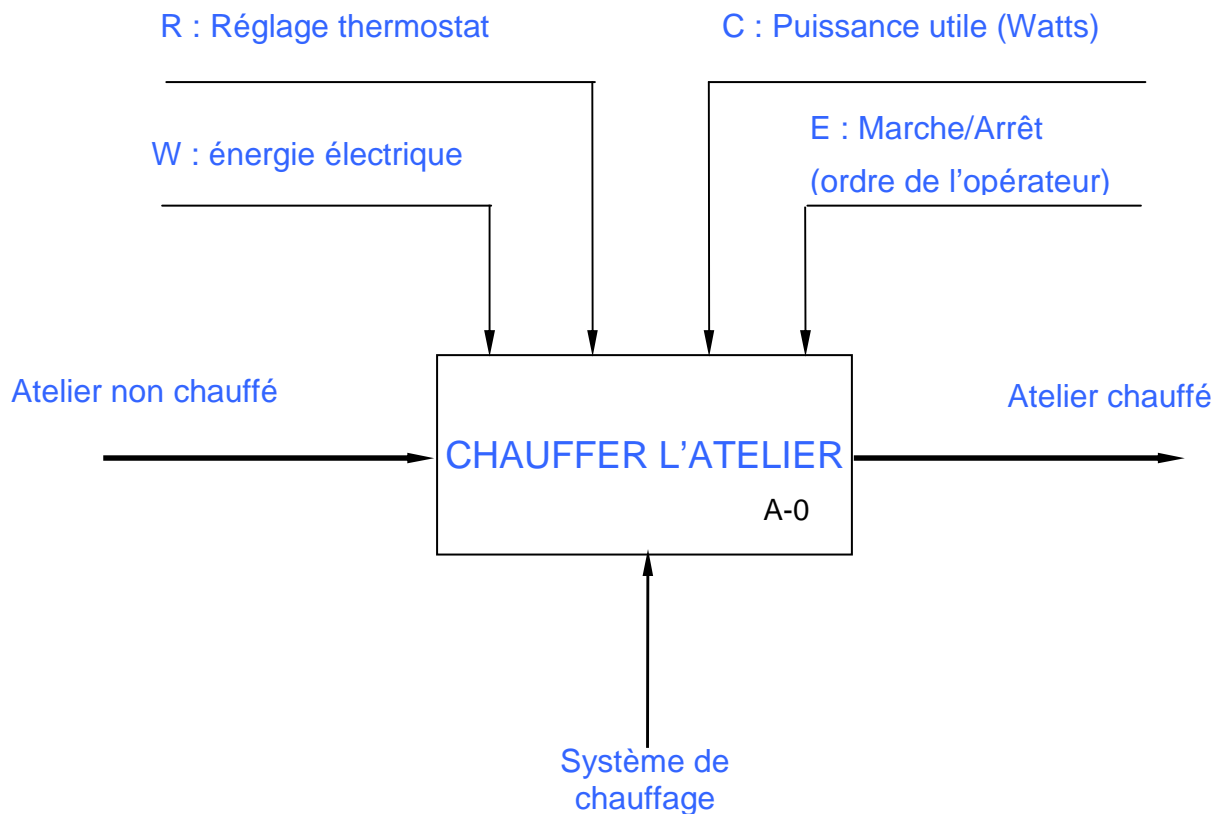 R : Réglage thermostat
C : Puissance utile (Watts)
W : énergie électrique
E : Marche/Arrêt
(ordre de l’opérateur)
Atelier non chauffé
Atelier chauffé
CHAUFFER L’ATELIER
A-0
Système de
chauffage